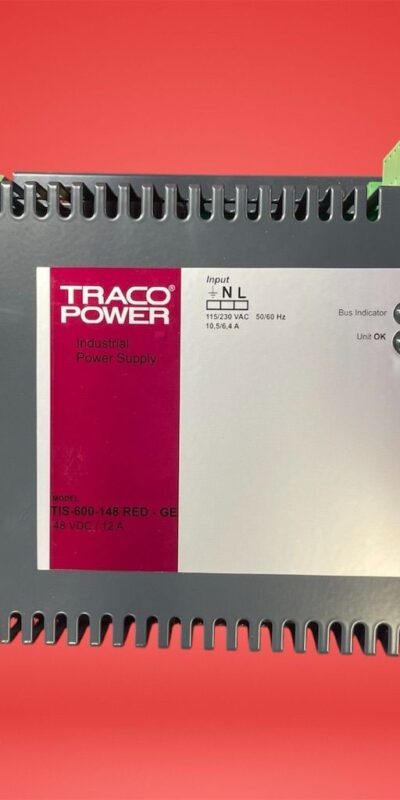 TRACO®
POWER
Industrial
Power Supply
MODEL
TIS-600-148 RED - GE
48 VDC / 12 A
Input
N L
115/230 VAC 50/60 Hz
10,5/6,4 A
Bus Indicator
Unit OK